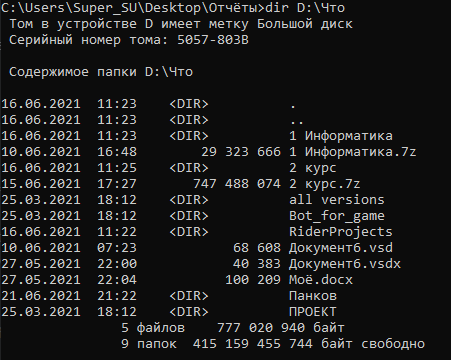 C:\Users\Super_SU\Desktop\Отчёты>dir D:\Что
Том в устройстве D имеет метку Большой диск
Серийный номер тома: 5057-803B
Содержимое папки D:\Что
16.06.2021 11:23 <DIR> .
16.06.2021 11:23 <DIR> ..
16.06.2021 11:23 <DIR> 1 Информатика
10.06.2021 16:48 29 323 666 1 Информатика.7z
16.06.2021 11:25 <DIR> 2 курс
15.06.2021 17:27 747 488 074 2 курс.7z
25.03.2021 18:12 <DIR> all versions
25.03.2021 18:12 <DIR> Bot_for_game
16.06.2021 11:22 <DIR> RiderProjects
10.06.2021 07:23 68 608 Документ6.vsd
27.05.2021 22:00 40 383 Документ6.vsdx
27.05.2021 22:04 100 209 Моё.docx
21.06.2021 21:22 <DIR> Панков
25.03.2021 18:12 <DIR> ПРОЕКТ
5 файлов 777 020 940 байт
9 папок 415 159 455 744 байт свободно